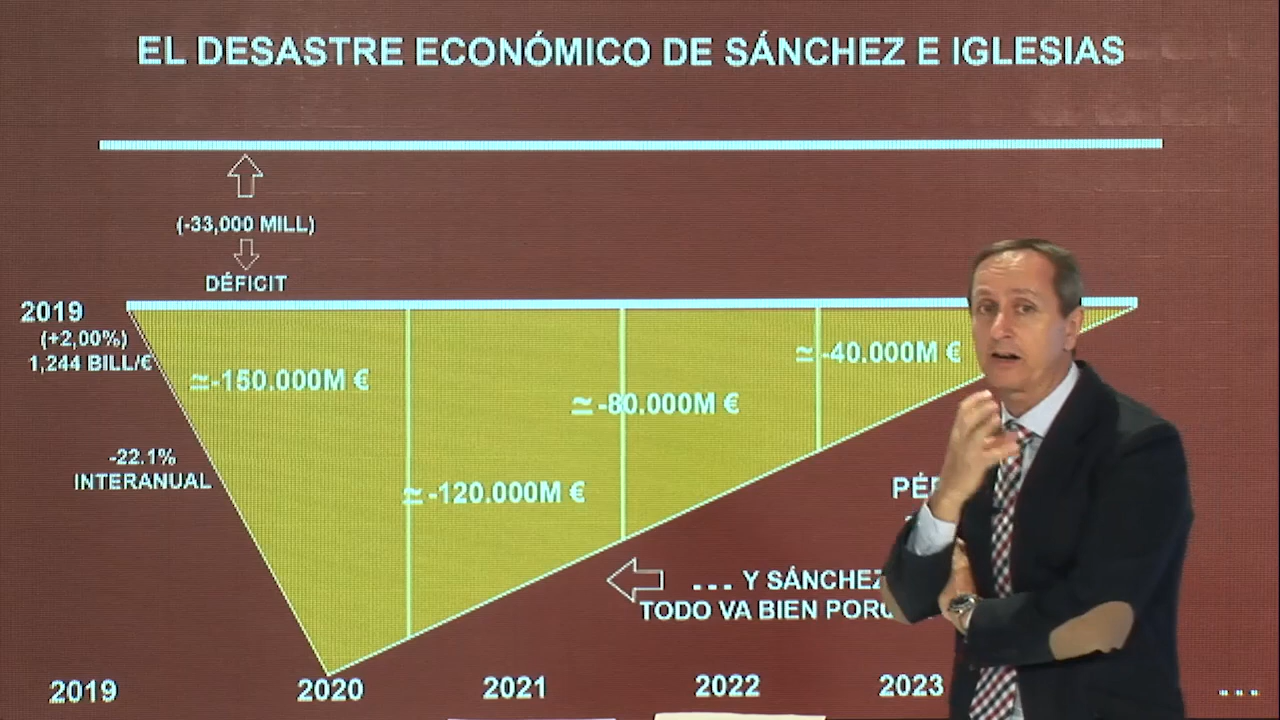 EL DESASTRE ECONÓMICO DE SÁNCHEZ E IGLESIAS
(-33,000 MILL)
DÉFICIT
2019
(+2,00%)
1,244 BILL/€
≃-150.000M €
≃ -40.000M €
≃ -80.000M €
-22.1%
INTERANUAL
≃ -120.000M €
... Y SÁNCHEZ
TODO VA BIEN
2019 2020 2021 2022 2023 ...